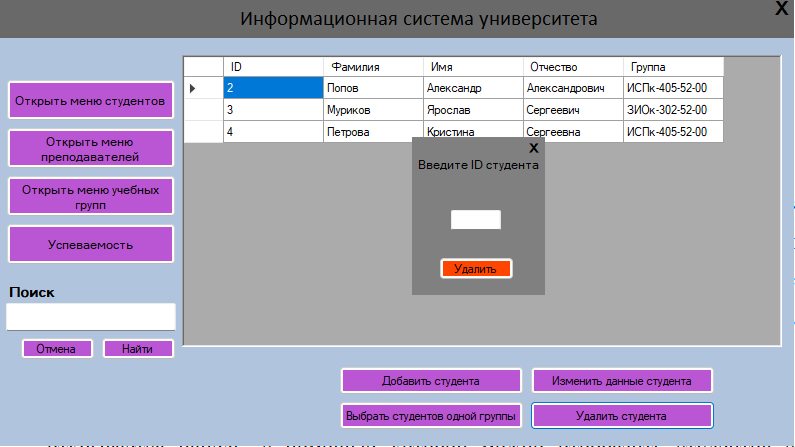 Информационная система университета X
ID Фамилия Имя Отчество Группа
2 Попов Александр Александрович ИСПк-405-52-00
3 Муриков Ярослав Сергеевич ЗИОк-302-52-00
4 Петрова Кристина Сергеевна ИСПк-405-52-00
Открыть меню студентов
Открыть меню
преподавателей
Открыть меню учебных
групп
Успеваемость
Поиск
Отмена Найти
X
Введите ID студента
Удалить
Добавить студента Изменить данные студента
Выбрать студентов одной группы Удалить студента